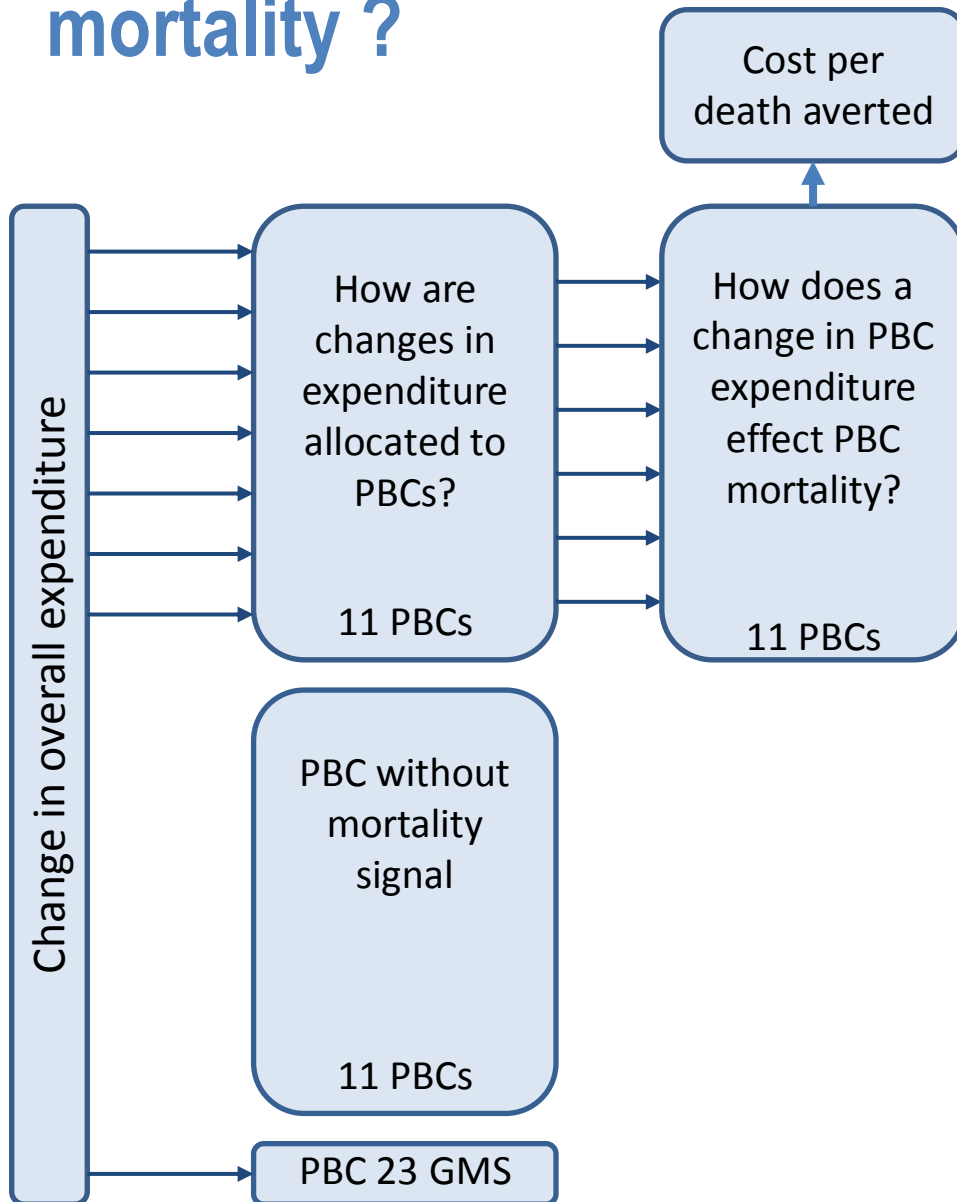 mortality ?
Cost per
death averted
Change in overall expenditure
How are
changes in
expenditure
allocated to
PBCs?
11 PBCs
How does a
change in PBC
expenditure
effect PBC
mortality?
11 PBCs
PBC without
mortality
signal
11 PBCs
PBC 23 GMS